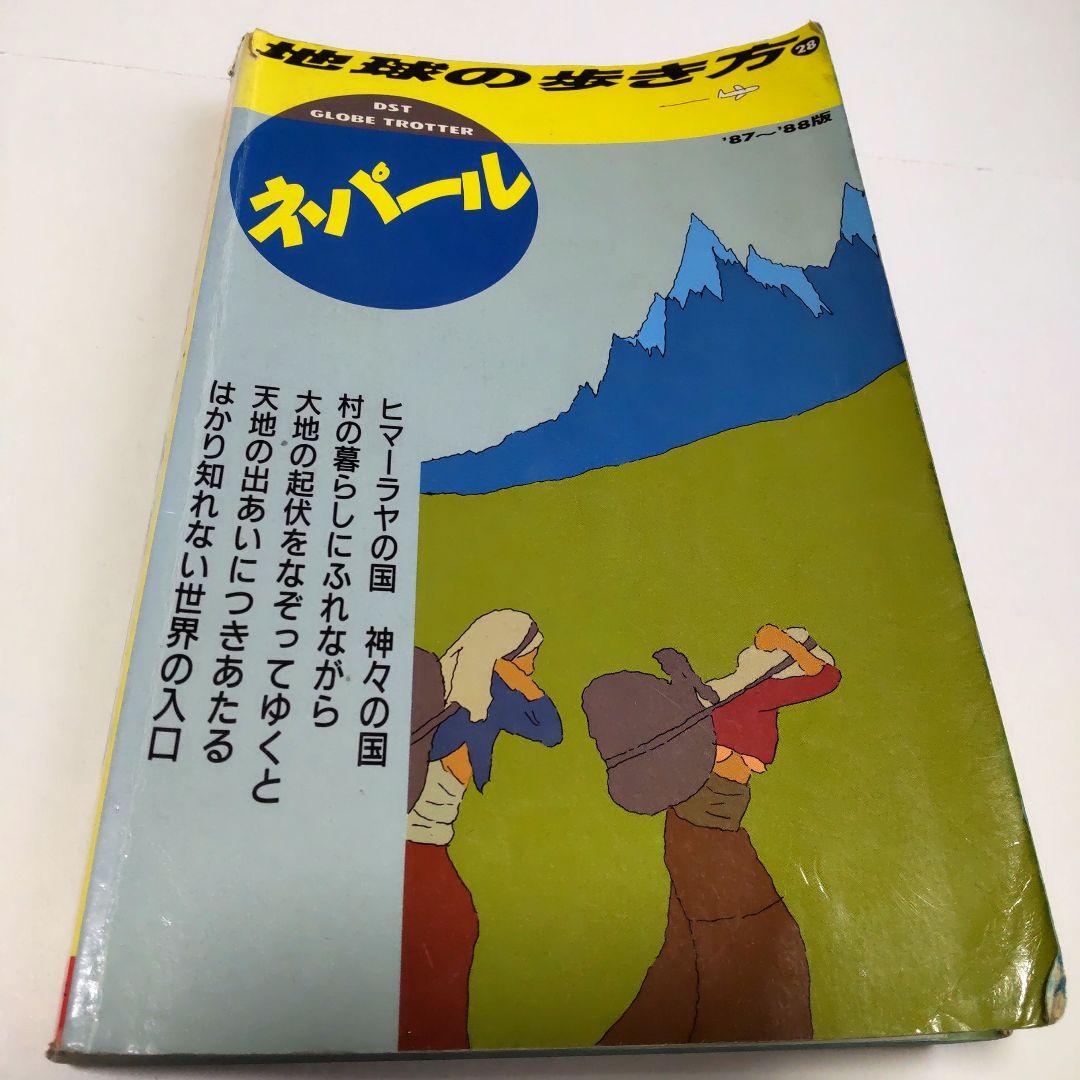 地球の歩き方 28
DST
GLOBE TROTTER
'87〜'88版
ネパール
ヒマーラヤの国 神々の国
村の暮らしにふれながら
大地の起伏をなぞってゆくと
天地の出あいにつきあたる
はかり知れない世界の入口